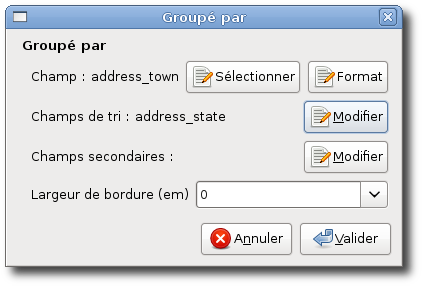 Groupé par
Groupé par
Champ : address_town Sélectionner Format
Champs de tri : address_state Modifier
Champs secondaires : Modifier
Largeur de bordure (em) 0
Annuler Valider